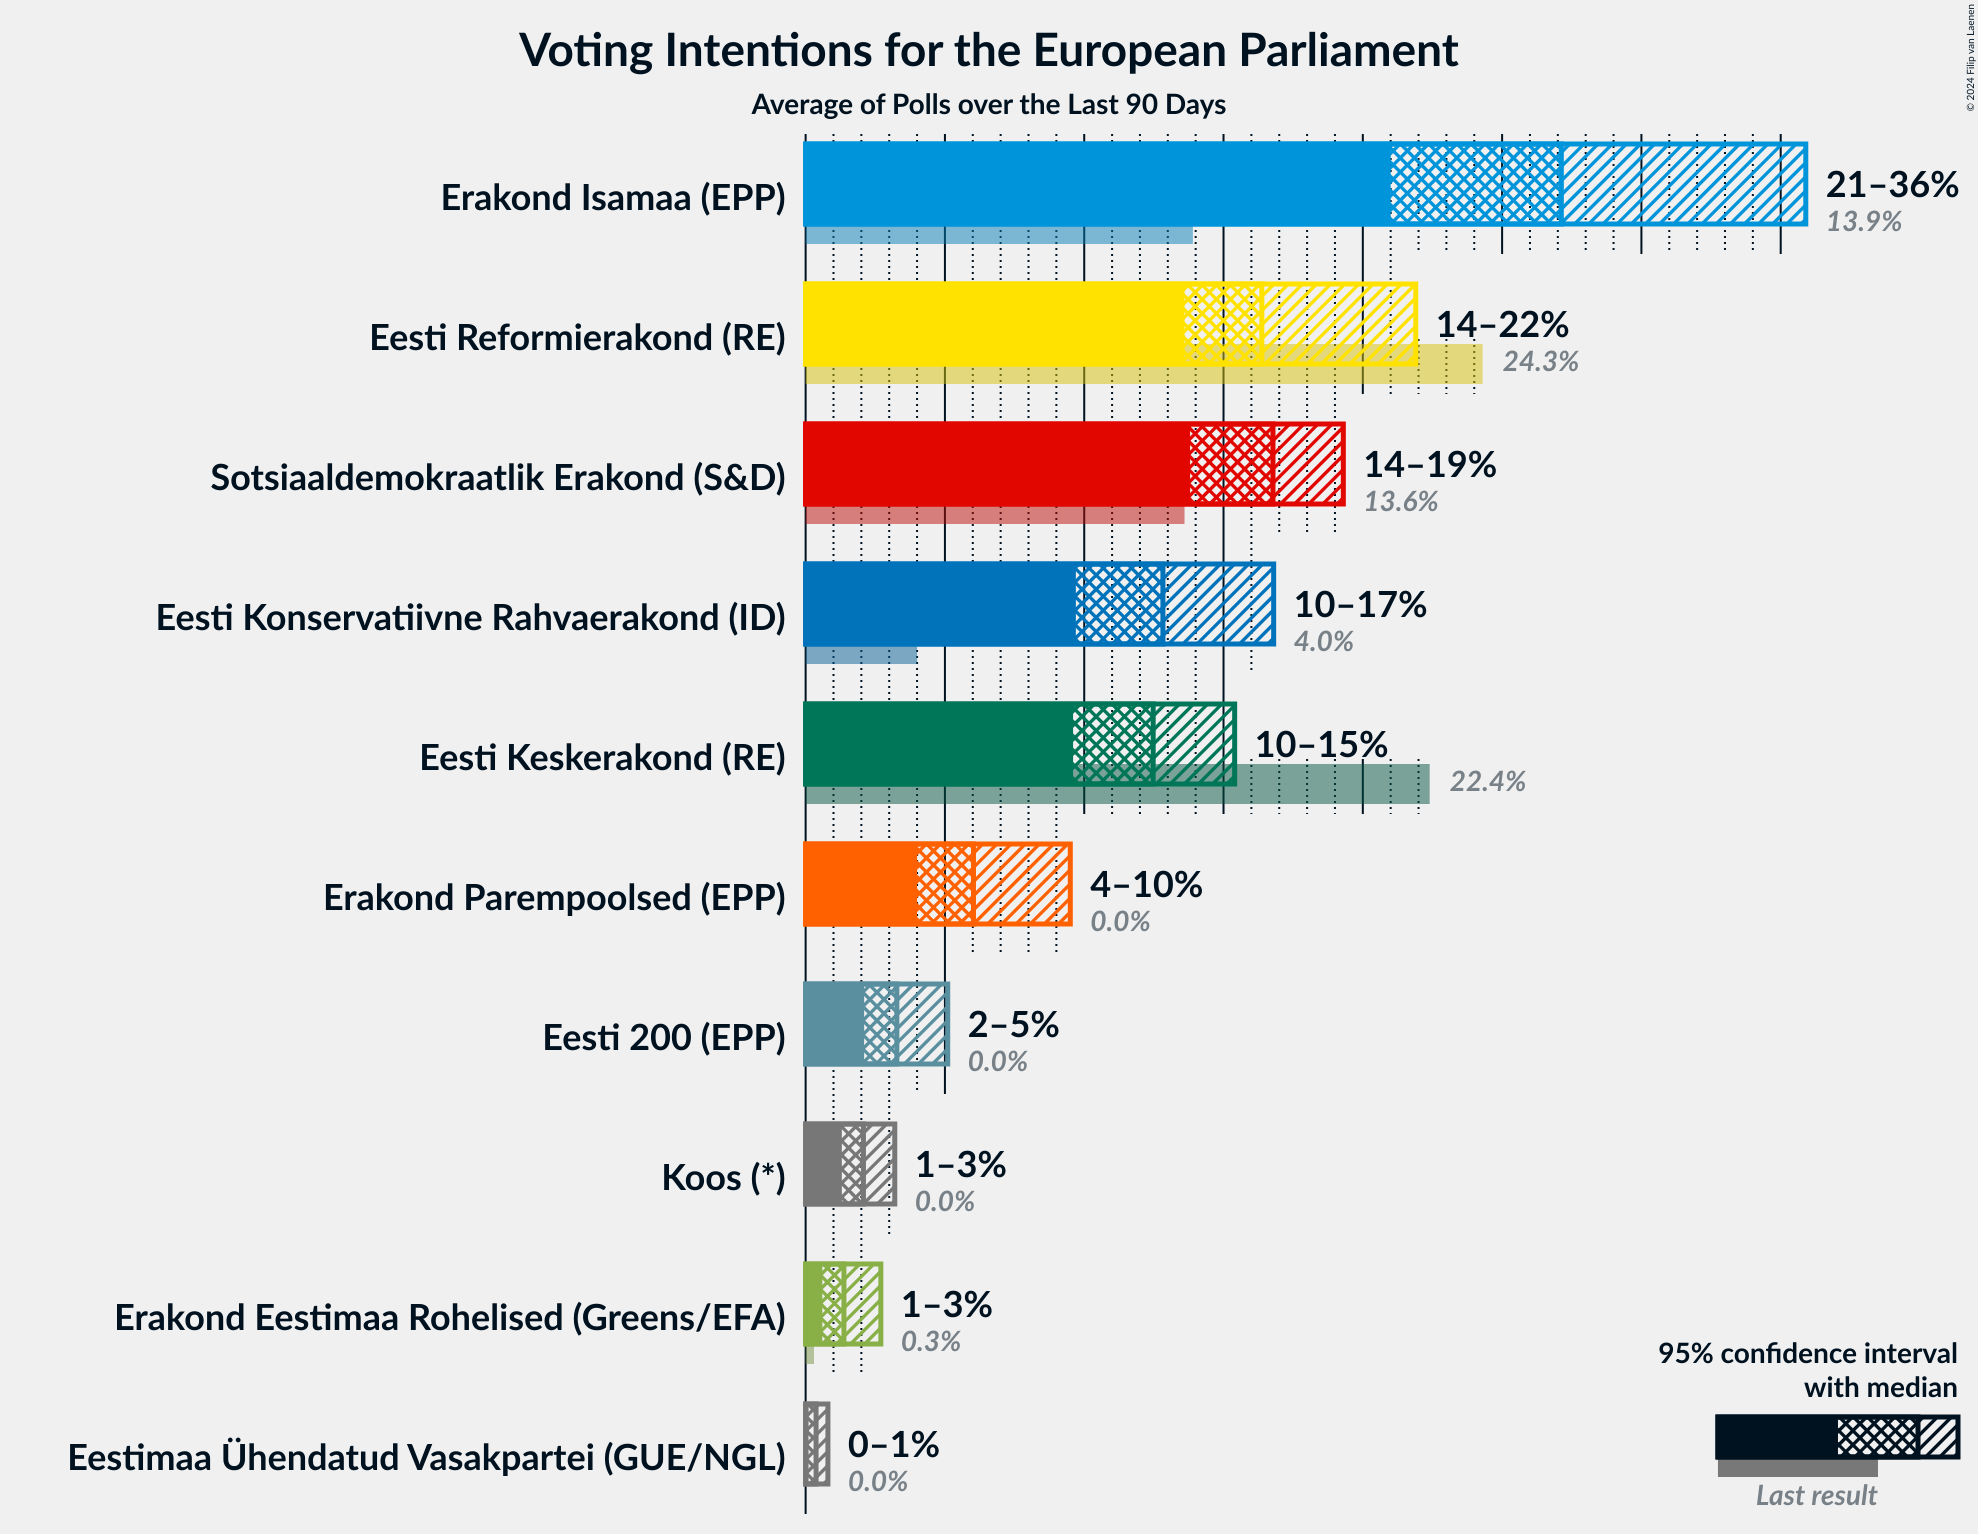 Voting Intentions for the European Parliament
Average of Polls over the Last 90 Days
© 2024 Filip van Laenen
Erakond Isamaa (EPP)
21–36%
13.9%
Eesti Reformierakond (RE)
14–22%
24.3%
Sotsiaaldemokraatlik Erakond (S&D)
14–19%
13.6%
Eesti Konservatiivne Rahvaerakond (ID)
10–17%
4.0%
Eesti Keskerakond (RE)
10–15%
22.4%
Erakond Parempoolsed (EPP)
4–10%
0.0%
Eesti 200 (EPP)
2–5%
0.0%
Koos (*)
1–3%
0.0%
Erakond Eestimaa Rohelised (Greens/EFA)
1–3%
0.3%
Eestimaa Ühendatud Vasakpartei (GUE/NGL)
0–1%
0.0%
95% confidence interval
with median
Last result